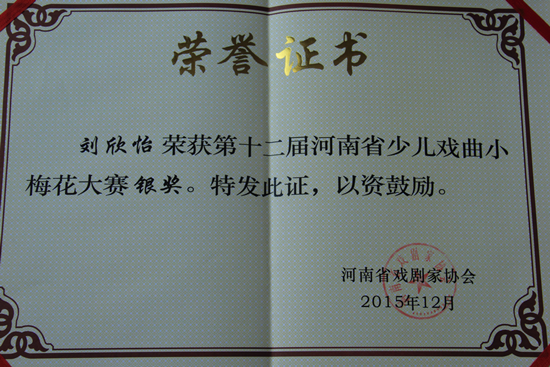 荣誉证书
刘欣怡 荣获第十二届河南省少儿戏曲小
梅花大赛 银奖。特发此证，以资鼓励。
河南省戏剧家协会
2015年12月